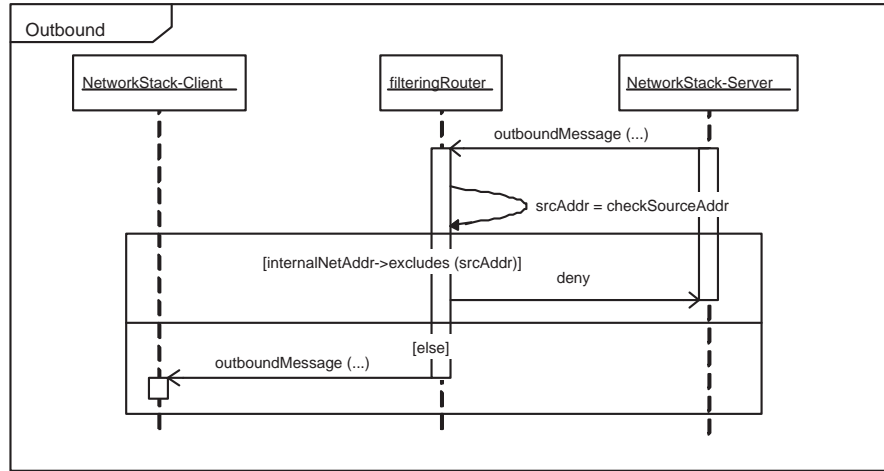 Outbound
NetworkStack-Client
filteringRouter
NetworkStack-Server
outboundMessage (...)
srcAddr = checkSourceAddr
[internalNetAddr->excludes (srcAddr)]
deny
[else]
outboundMessage (...)